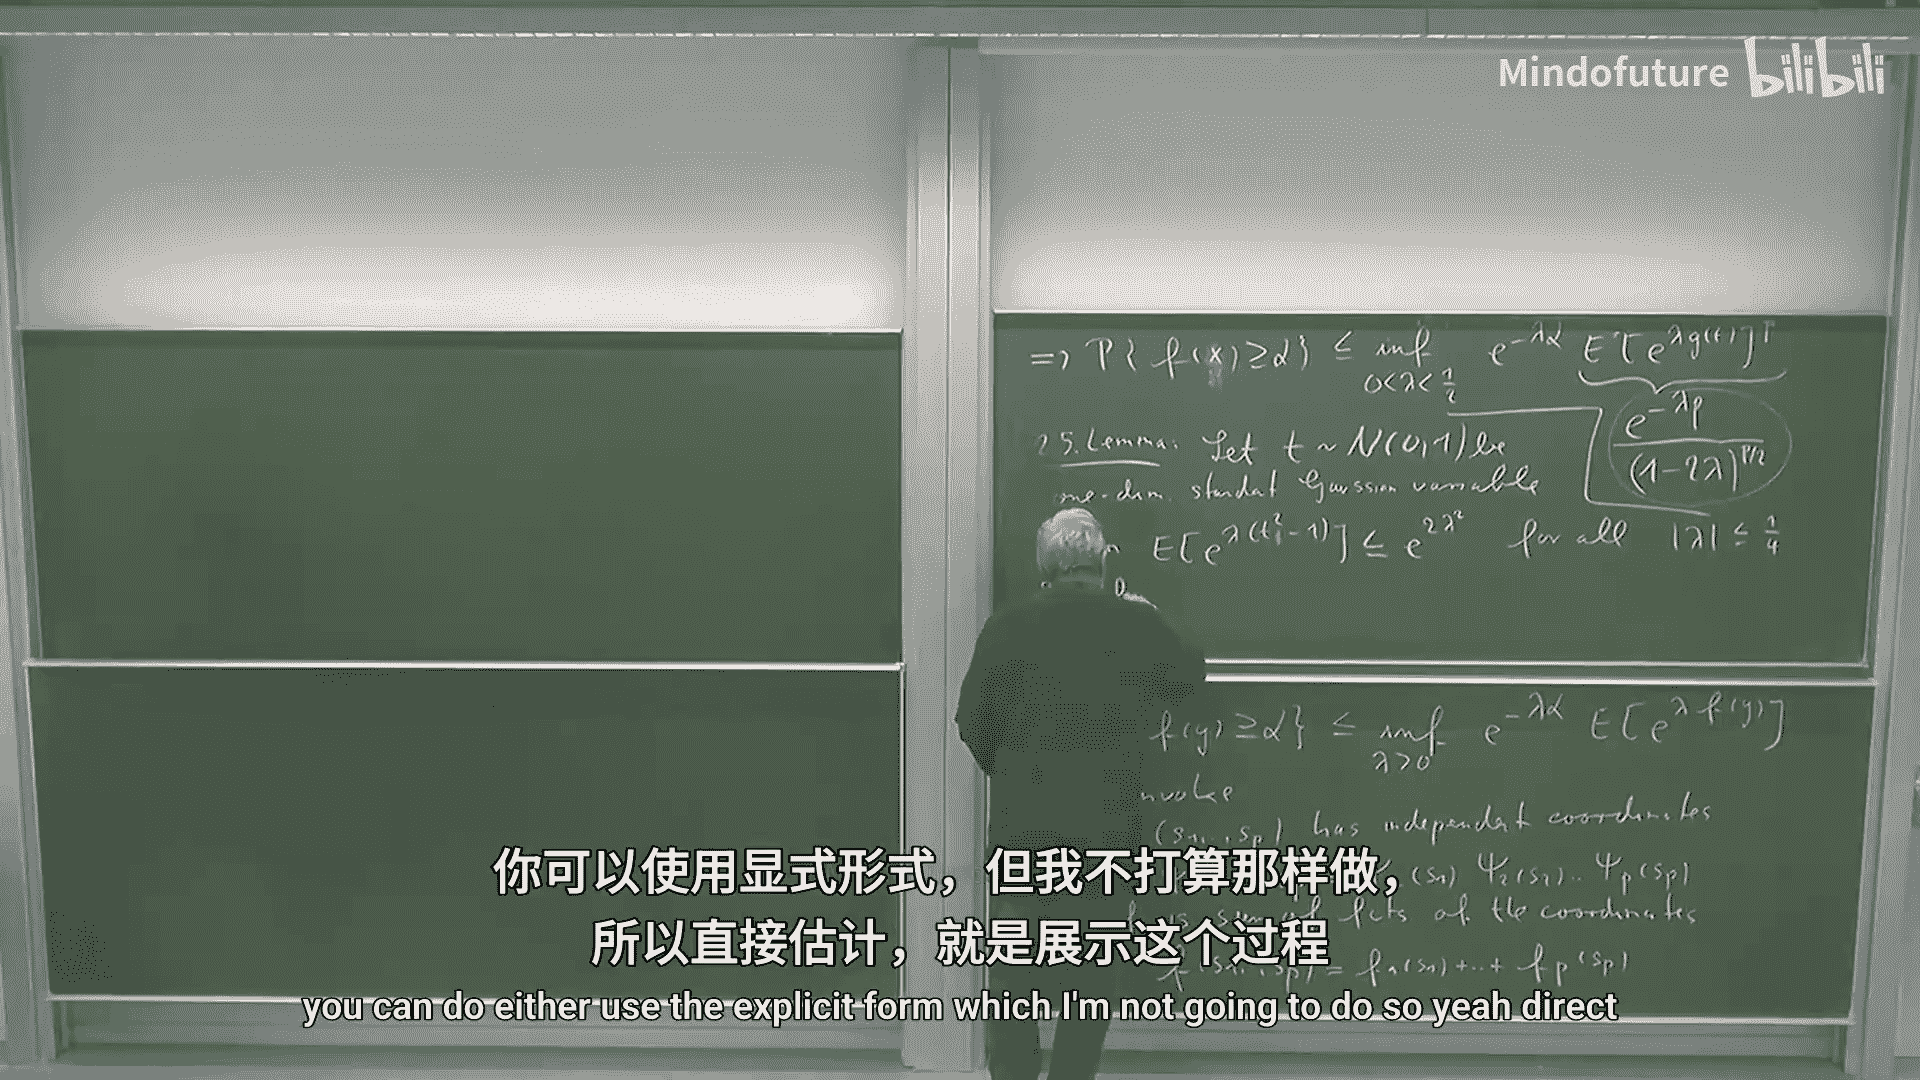 Mindofuture bilibili
=> P{ f(x) ≥ α } ≤ inf e^{-λα} E[e^{λg(t)}]^p
0<λ<1/2
e^{-λp} / (1-2λ)^{p/2}
2.5. Lemma: Let t ~ N(0,1) be
one-dim. standat Gaussian variable
E[e^{λ(t²-1)}] ≤ e^{2λ²} for all |λ| ≤ 1/4
f(y) ≥ α} ≤ inf e^{-λα} E[e^{λf(y)}]
λ>0
(s₁,.., sp) has independent coordinates
(s₁) Ψ₂(s₂).. Ψp(sp)
sum of fcts of the coordinates
= f₁(s₁)+..+ fp(sp)
你可以使用显式形式，但我不打算那样做，
所以直接估计，就是展示这个过程
you can do either use the explicit form which I'm not going to do so yeah direct